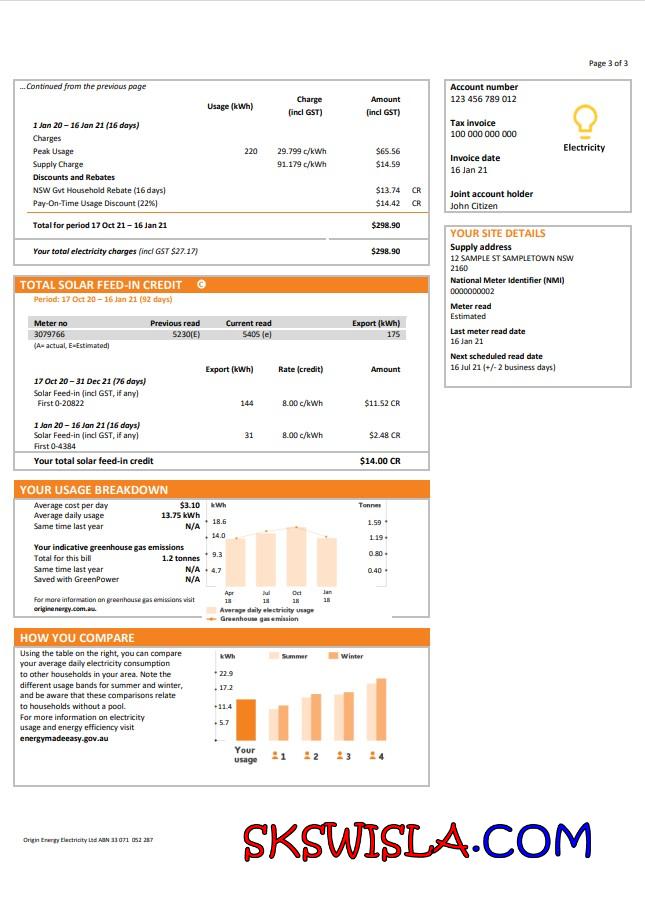 Page 3 of 3
...Continued from the previous page
Usage (kWh) Charge (incl GST) Amount (incl GST)
1 Jan 20 – 16 Jan 21 (16 days)
Charges
Peak Usage 220 29.799 c/kWh $65.56
Supply Charge 91.179 c/kWh $14.59
Discounts and Rebates
NSW Gvt Household Rebate (16 days) $13.74 CR
Pay-On-Time Usage Discount (22%) $14.42 CR
Total for period 17 Oct 21 – 16 Jan 21 $298.90
Your total electricity charges (incl GST $27.17) $298.90
Account number
123 456 789 012
Tax invoice
100 000 000 000
Electricity
Invoice date
16 Jan 21
Joint account holder
John Citizen
YOUR SITE DETAILS
Supply address
12 SAMPLE ST SAMPLETOWN NSW
2160
National Meter Identifier (NMI)
0000000002
Meter read
Estimated
Last meter read date
16 Jan 21
Next scheduled read date
16 Jul 21 (+/- 2 business days)
TOTAL SOLAR FEED-IN CREDIT C
Period: 17 Oct 20 – 16 Jan 21 (92 days)
Meter no Previous read Current read Export (kWh)
3079766 5230(E) 5405 (e) 175
(A= actual, E=Estimated)
Export (kWh) Rate (credit) Amount
17 Oct 20 – 31 Dec 21 (76 days)
Solar Feed-in (incl GST, if any)
First 0-20822 144 8.00 c/kWh $11.52 CR
1 Jan 20 – 16 Jan 21 (16 days)
Solar Feed-in (incl GST, if any) 31 8.00 c/kWh $2.48 CR
First 0-4384
Your total solar feed-in credit $14.00 CR
YOUR USAGE BREAKDOWN
Average cost per day $3.10
Average daily usage 13.75 kWh
Same time last year N/A
Your indicative greenhouse gas emissions
Total for this bill 1.2 tonnes
Same time last year N/A
Saved with GreenPower N/A
For more information on greenhouse gas emissions visit
originenergy.com.au.
kWh Tonnes
18.6 1.59
14.0 1.19
9.3 0.80
4.7 0.40
Apr Jul Oct Jan
18 18 18 18
Average daily electricity usage
Greenhouse gas emission
HOW YOU COMPARE
Using the table on the right, you can compare
your average daily electricity consumption
to other households in your area. Note the
different usage bands for summer and winter,
and be aware that these comparisons relate
to households without a pool.
For more information on electricity
usage and energy efficiency visit
energymadeeasy.gov.au
kWh Summer Winter
22.9
17.2
11.4
5.7
Your usage 1 2 3 4
Origin Energy Electricity Ltd ABN 33 071 052 287
SKSWISLA.COM